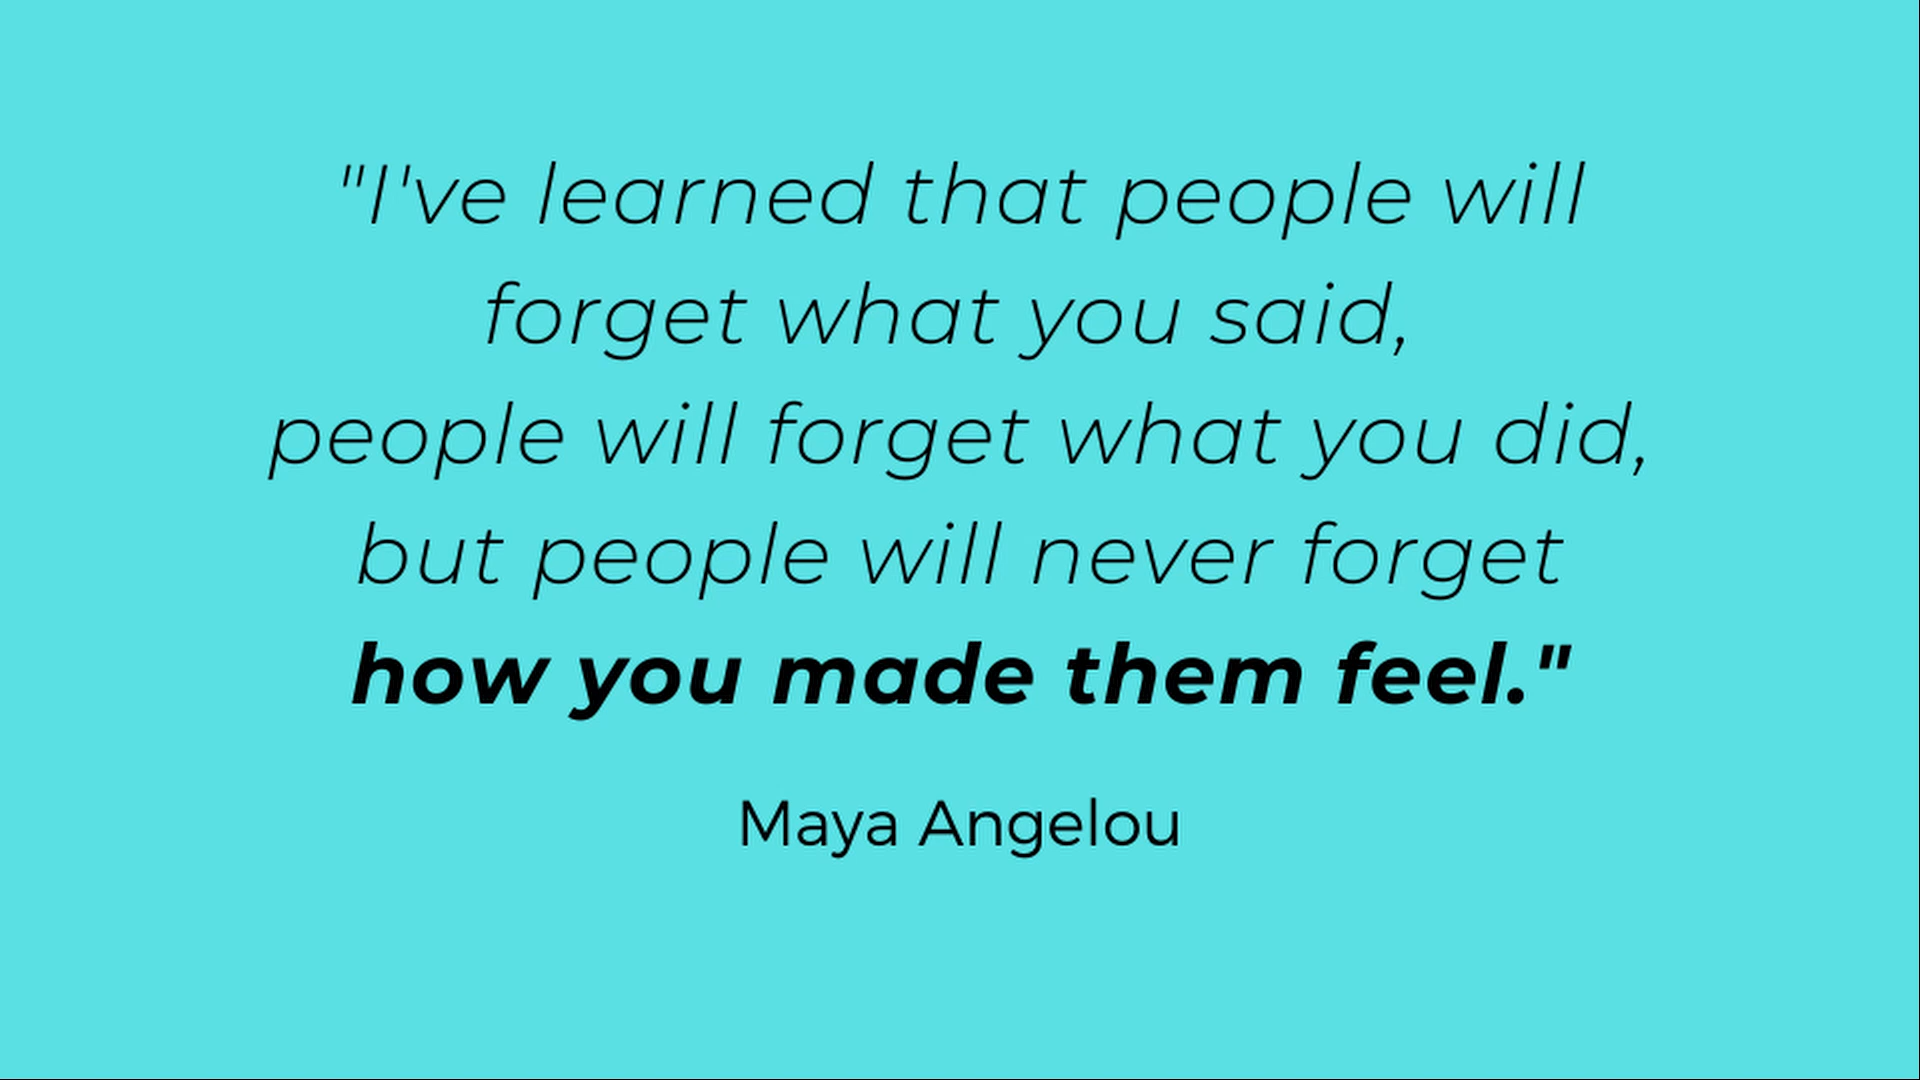 "I've learned that people will
forget what you said,
people will forget what you did,
but people will never forget
how you made them feel."
Maya Angelou